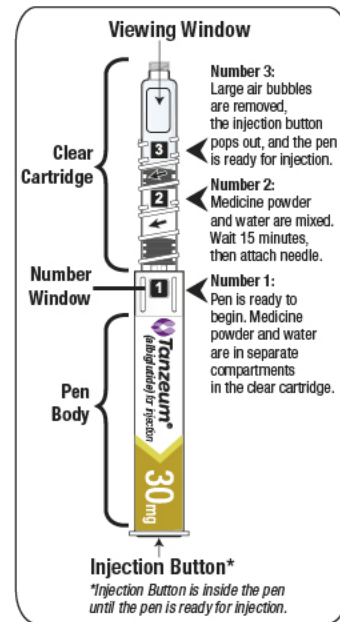 Viewing Window
Clear
Cartridge
Number
Window
Pen
Body
3
2
1
Number 3:
Large air bubbles
are removed,
the injection button
pops out, and the pen
is ready for injection.
Number 2:
Medicine powder
and water are mixed.
Wait 15 minutes,
then attach needle.
Number 1:
Pen is ready to
begin. Medicine
powder and water
are in separate
compartments
in the clear cartridge.
Tanzeum®
(albiglutide) for injection
30mg
Injection Button*
*Injection Button is inside the pen
until the pen is ready for injection.